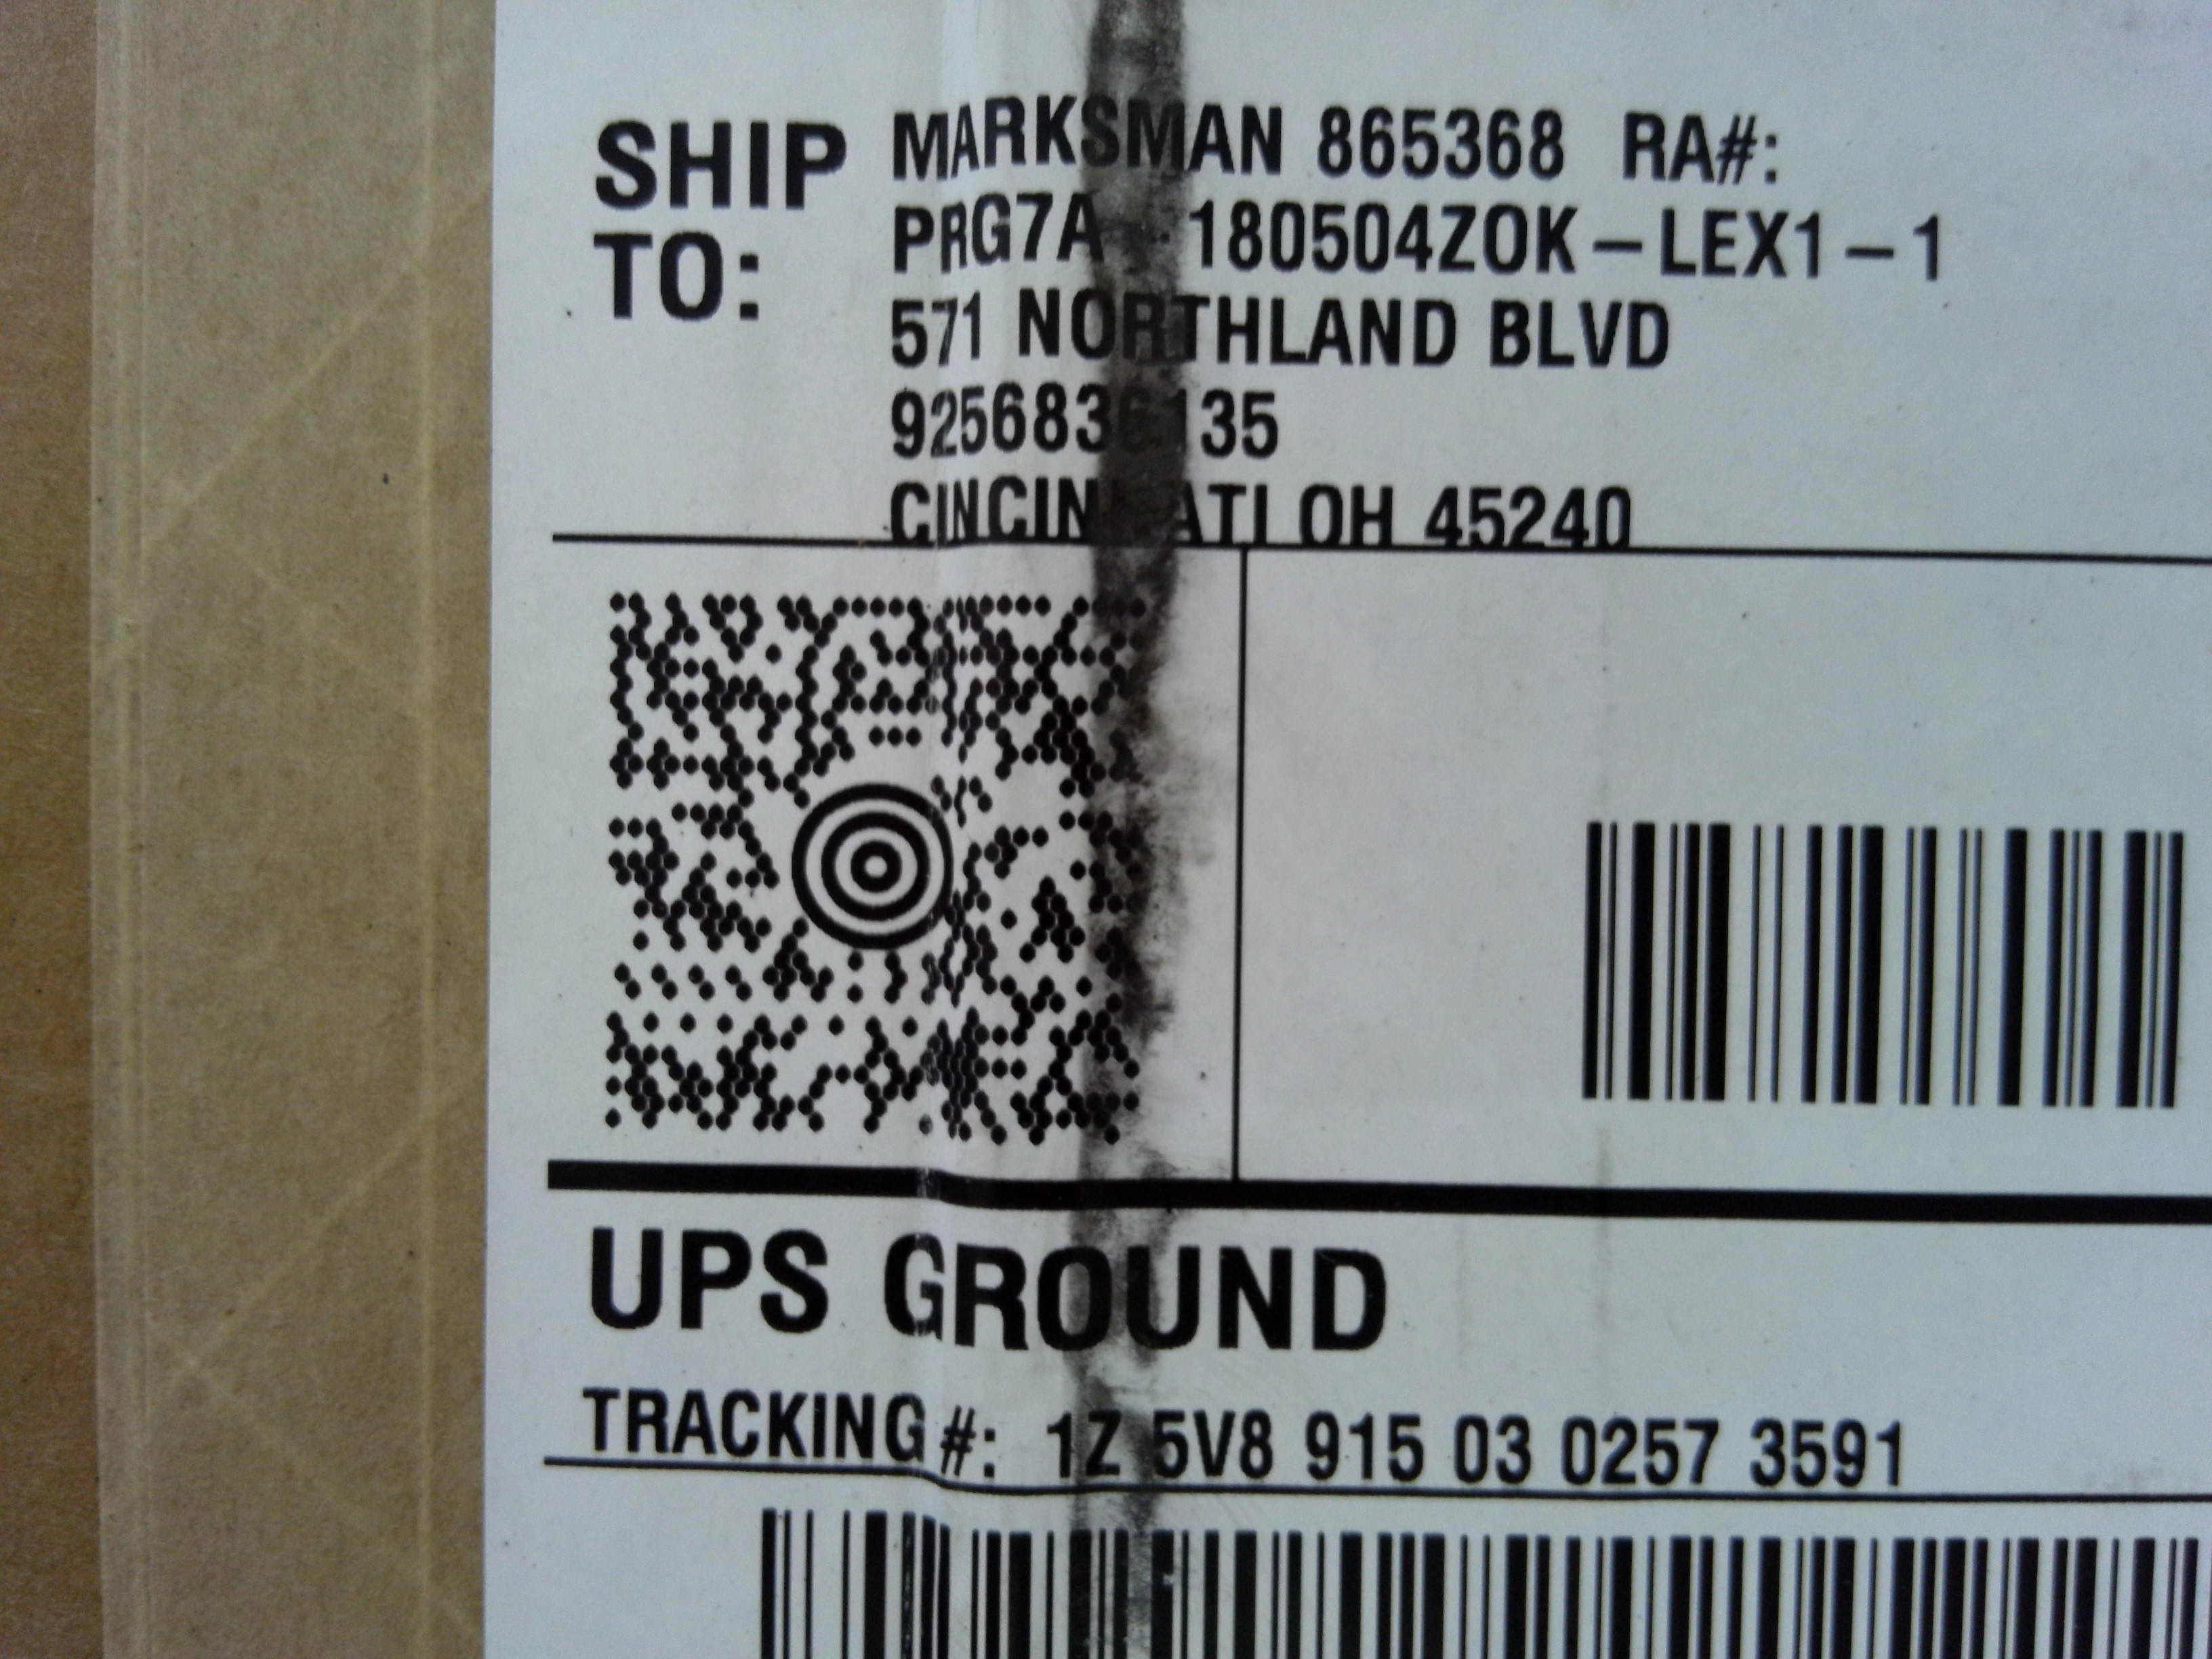 SHIP TO:
MARKSMAN 865368 RA#:
PRG7A 180504ZOK-LEX1-1
571 NORTHLAND BLVD
CINCINNATI OH 45240
UPS GROUND
TRACKING #: 1Z 5V8 915 03 0257 3591